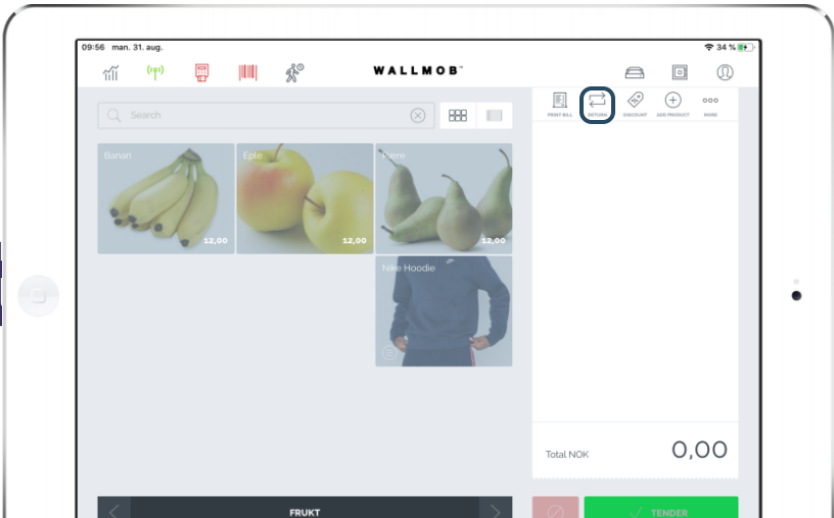 09:56 man. 31. aug.
34 %
WALLMOB™
Search
PRINT BILL RETURN DISCOUNT ADD PRODUCT MORE
Banan
12,00
Eple
12,00
Pære
12,00
Nike Hoodie
Total NOK 0,00
FRUKT
TENDER